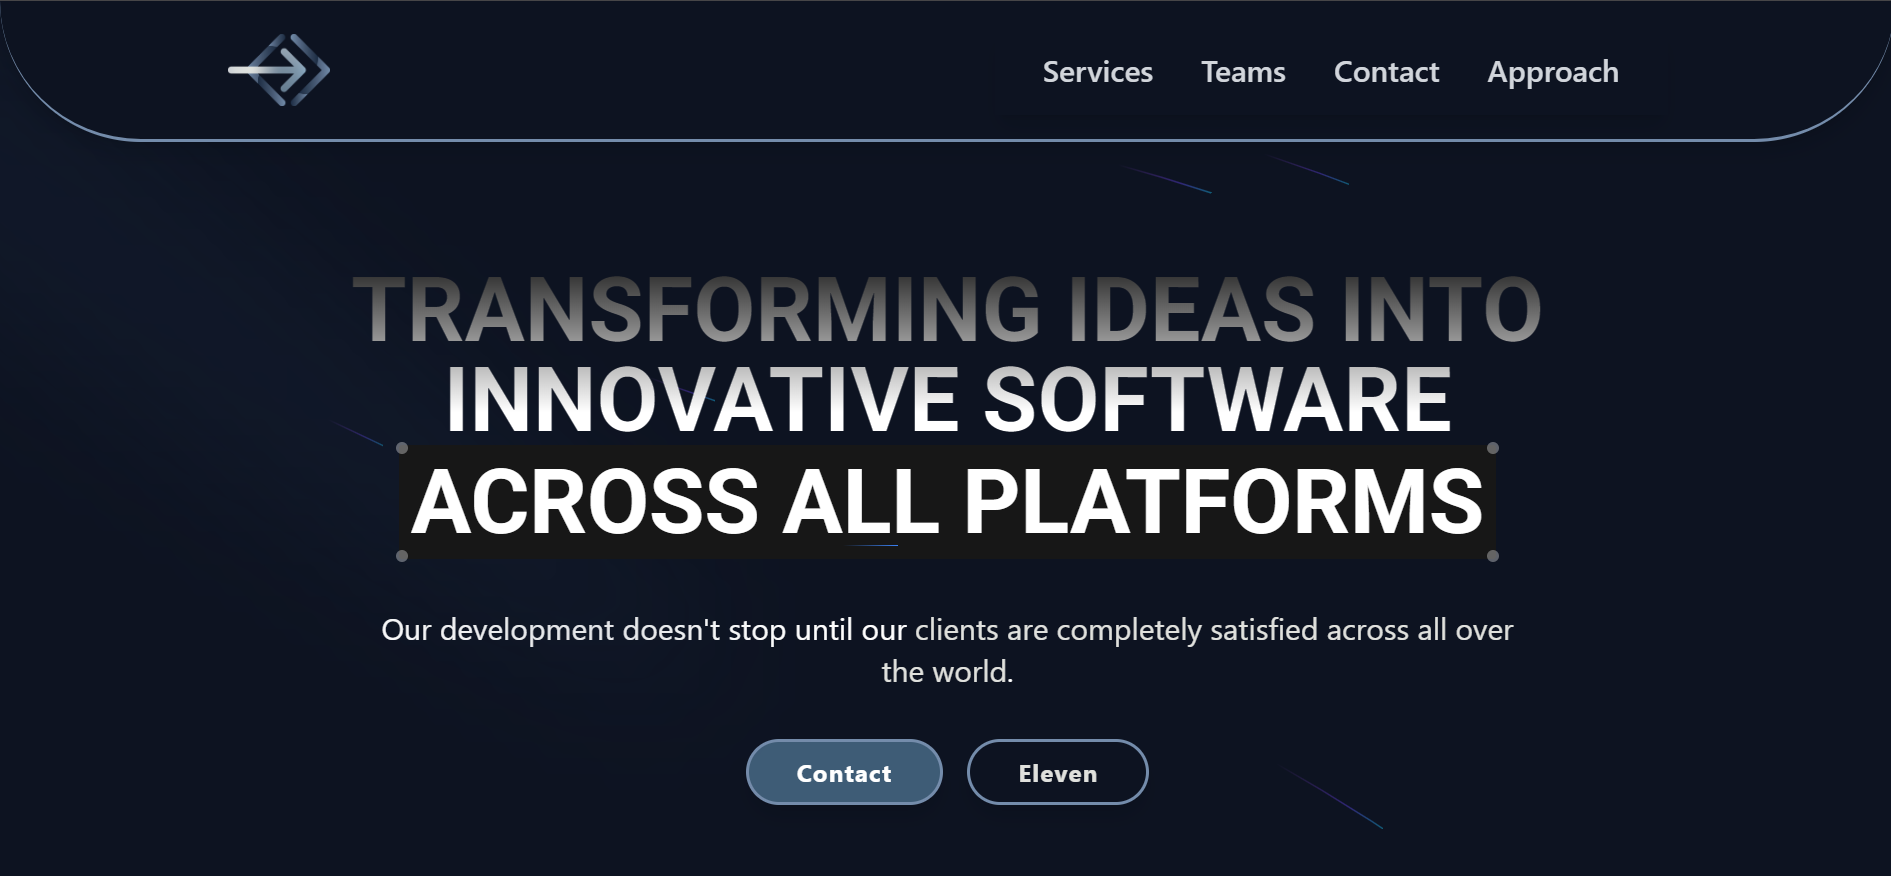 Services Teams Contact Approach
TRANSFORMING IDEAS INTO
INNOVATIVE SOFTWARE
ACROSS ALL PLATFORMS
Our development doesn't stop until our clients are completely satisfied across all over
the world.
Contact Eleven